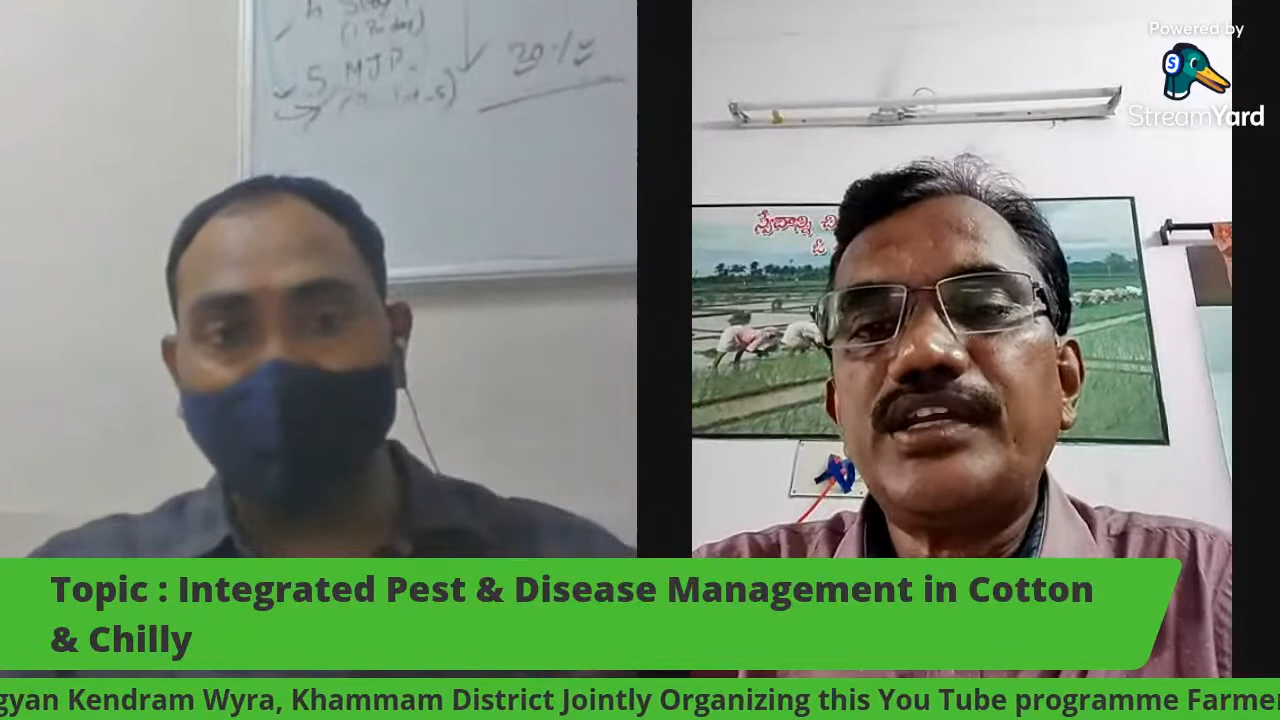 5 MJP
Powered by
StreamYard
స్నేహాన్ని
Topic : Integrated Pest & Disease Management in Cotton
& Chilly
gyan Kendram Wyra, Khammam District Jointly Organizing this You Tube programme Farmer